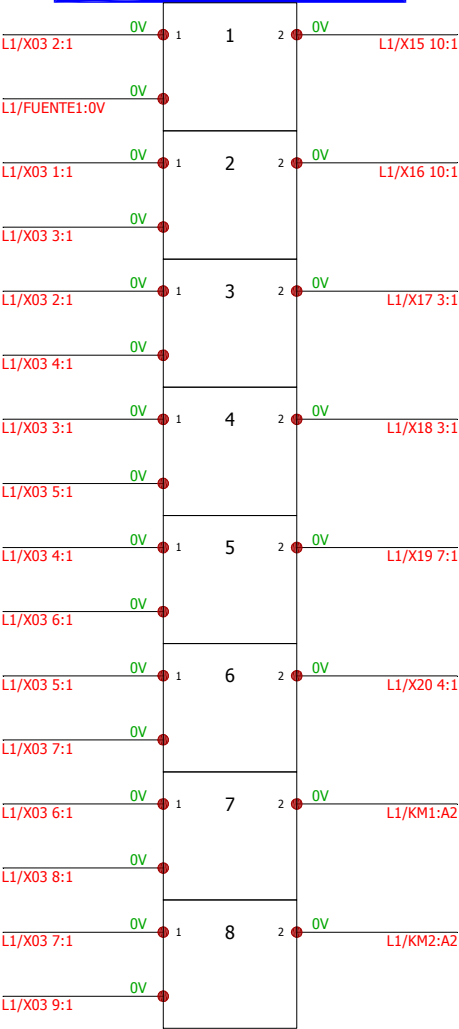 0V 1 1 2 0V
L1/X03 2:1 L1/X15 10:1
0V
L1/FUENTE1:0V
0V 1 2 2 0V
L1/X03 1:1 L1/X16 10:1
0V
L1/X03 3:1
0V 1 3 2 0V
L1/X03 2:1 L1/X17 3:1
0V
L1/X03 4:1
0V 1 4 2 0V
L1/X03 3:1 L1/X18 3:1
0V
L1/X03 5:1
0V 1 5 2 0V
L1/X03 4:1 L1/X19 7:1
0V
L1/X03 6:1
0V 1 6 2 0V
L1/X03 5:1 L1/X20 4:1
0V
L1/X03 7:1
0V 1 7 2 0V
L1/X03 6:1 L1/KM1:A2
0V
L1/X03 8:1
0V 1 8 2 0V
L1/X03 7:1 L1/KM2:A2
0V
L1/X03 9:1